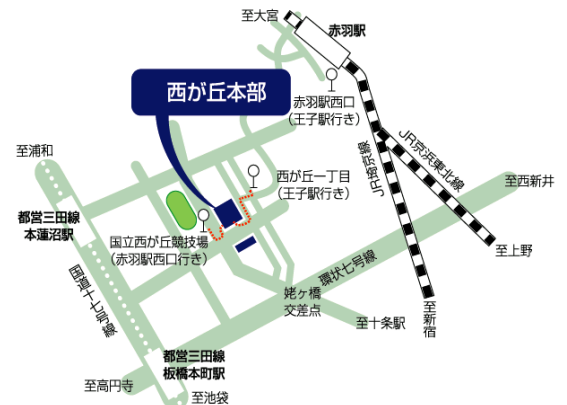 至大宮
赤羽駅
西が丘本部
赤羽駅西口
（王子駅行き）
JR京浜東北線
JR埼京線
至浦和
西が丘一丁目
（王子駅行き）
至西新井
都営三田線
本蓮沼駅
国立西が丘競技場
（赤羽駅西口行き）
至上野
国道十七号線
環状七号線
姥ヶ橋
交差点
至新宿
至十条駅
都営三田線
板橋本町駅
至高円寺
至池袋